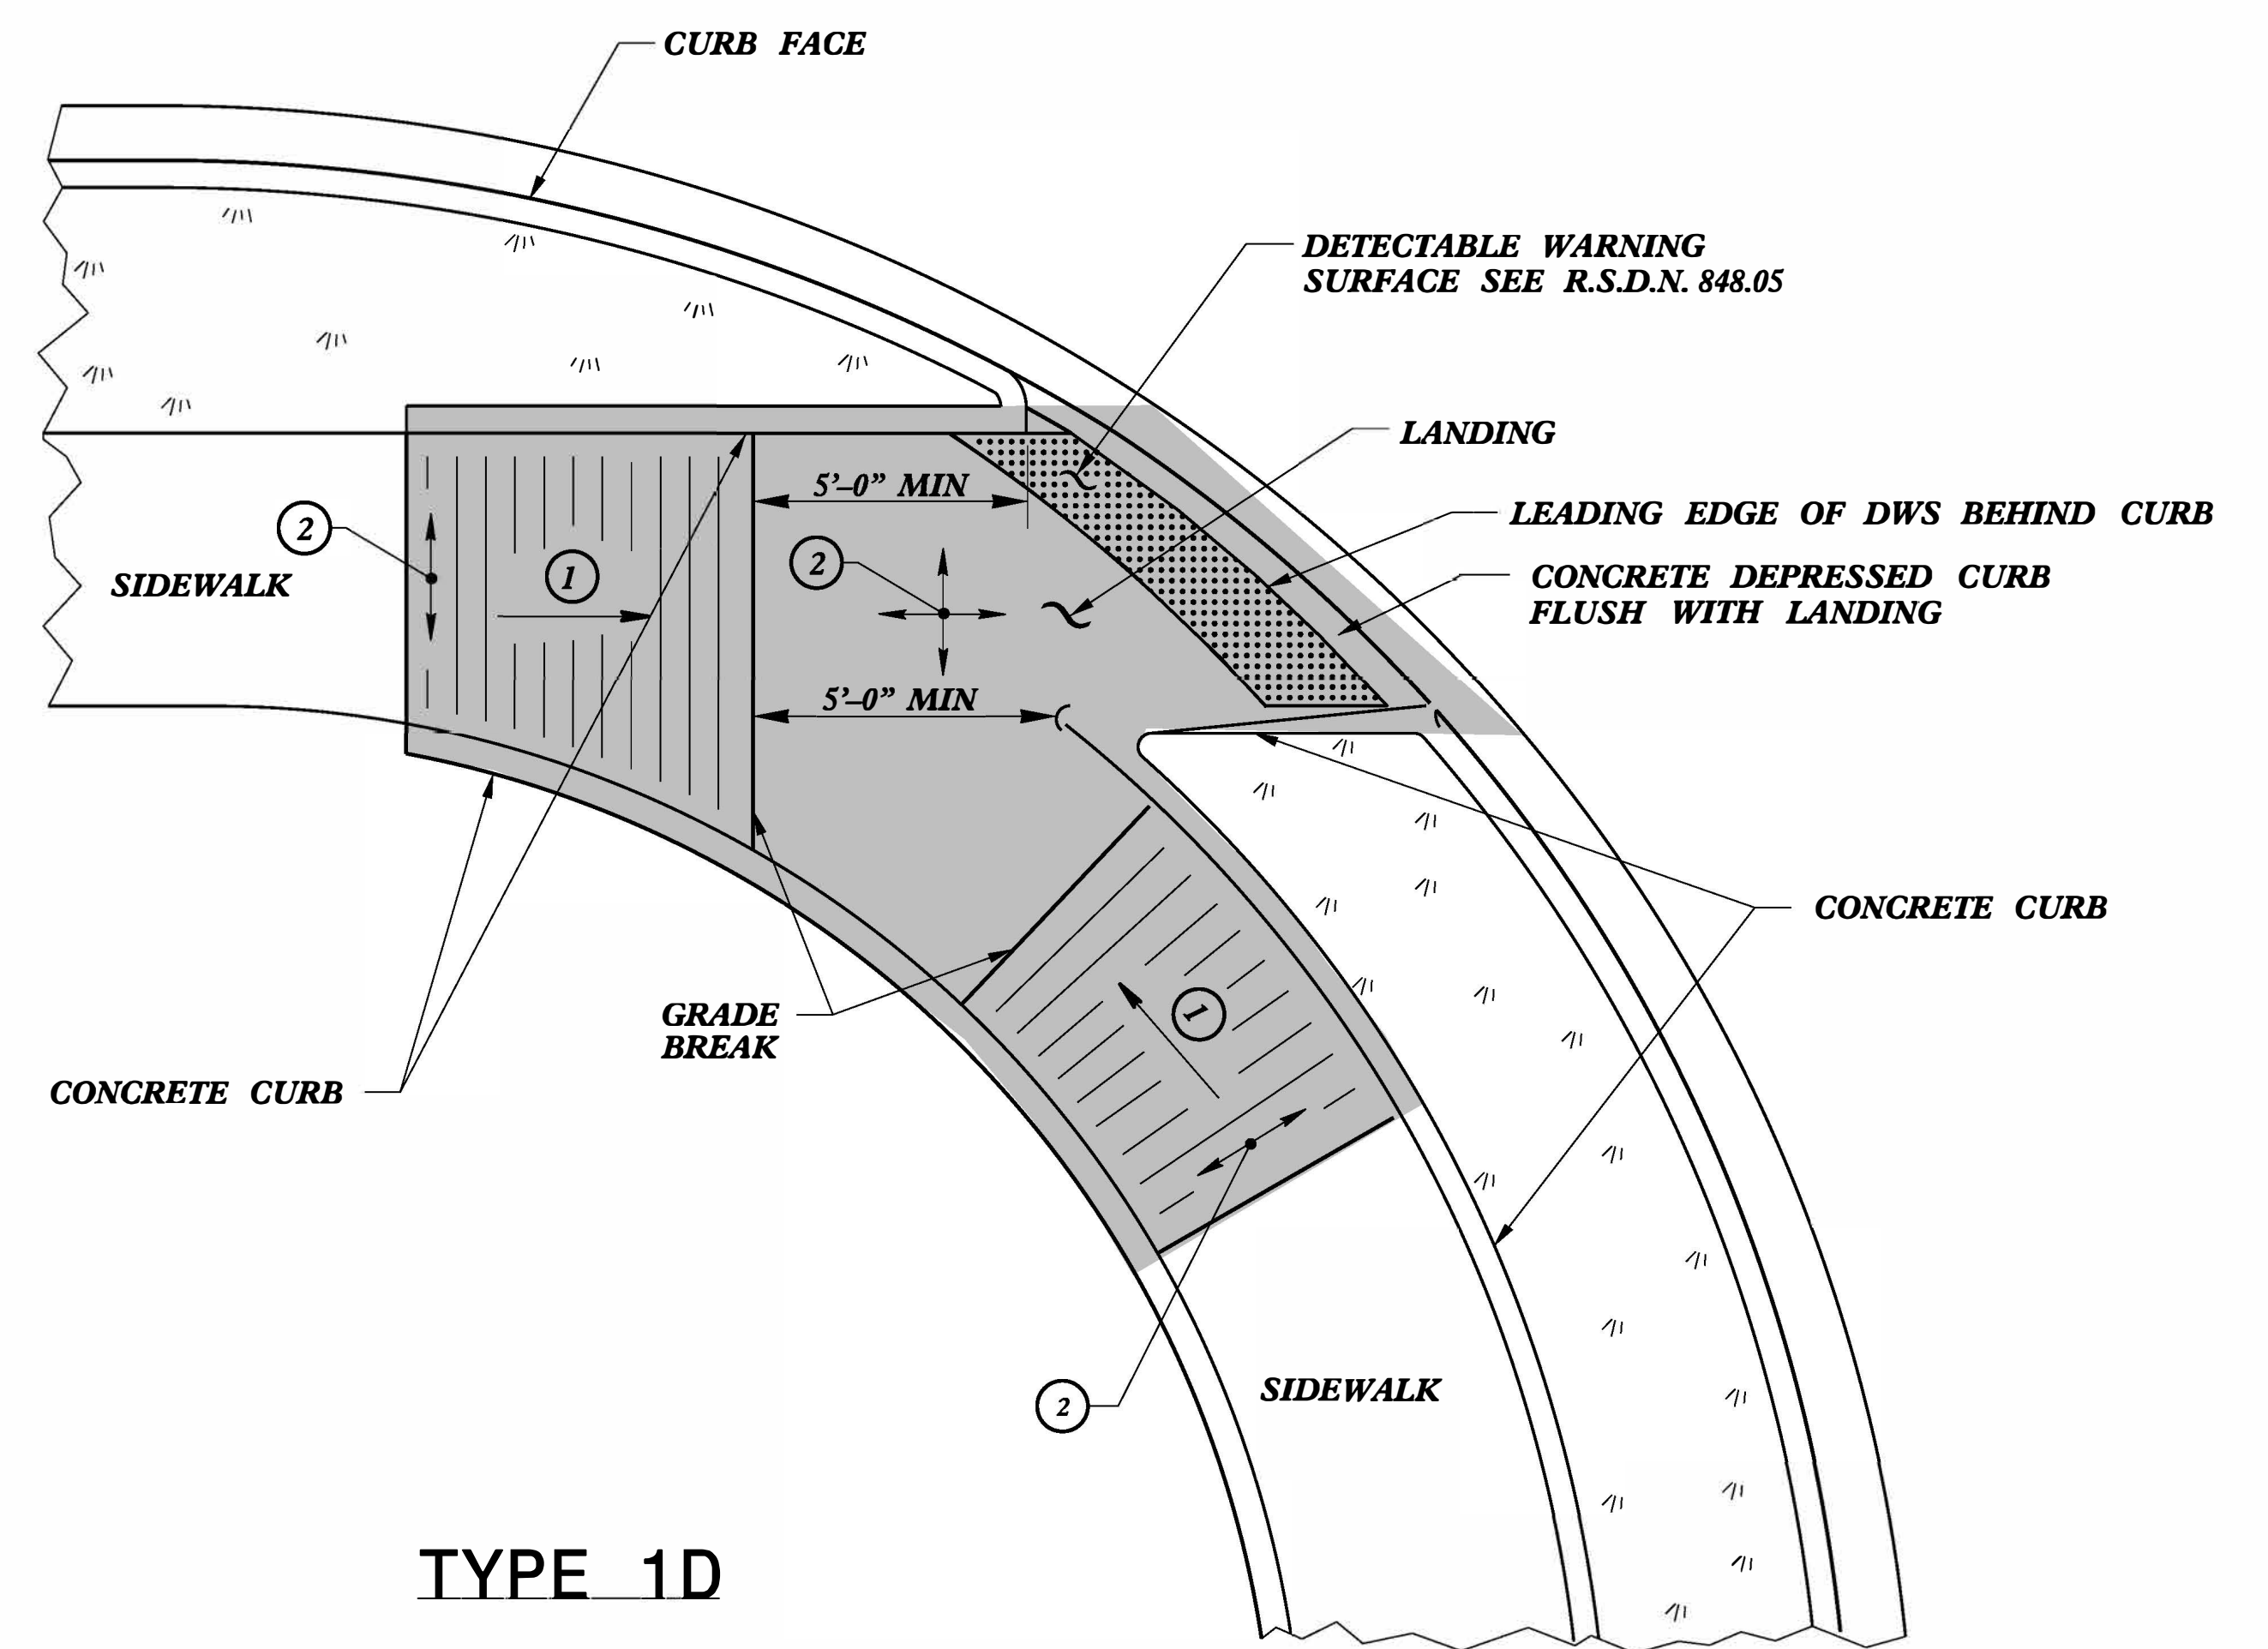 CURB FACE
DETECTABLE WARNING
SURFACE SEE R.S.D.N. 848.05
LANDING
5'–0" MIN
LEADING EDGE OF DWS BEHIND CURB
2
2
1
SIDEWALK
CONCRETE DEPRESSED CURB
FLUSH WITH LANDING
5'–0" MIN
CONCRETE CURB
GRADE
BREAK
1
CONCRETE CURB
2
SIDEWALK
TYPE 1D